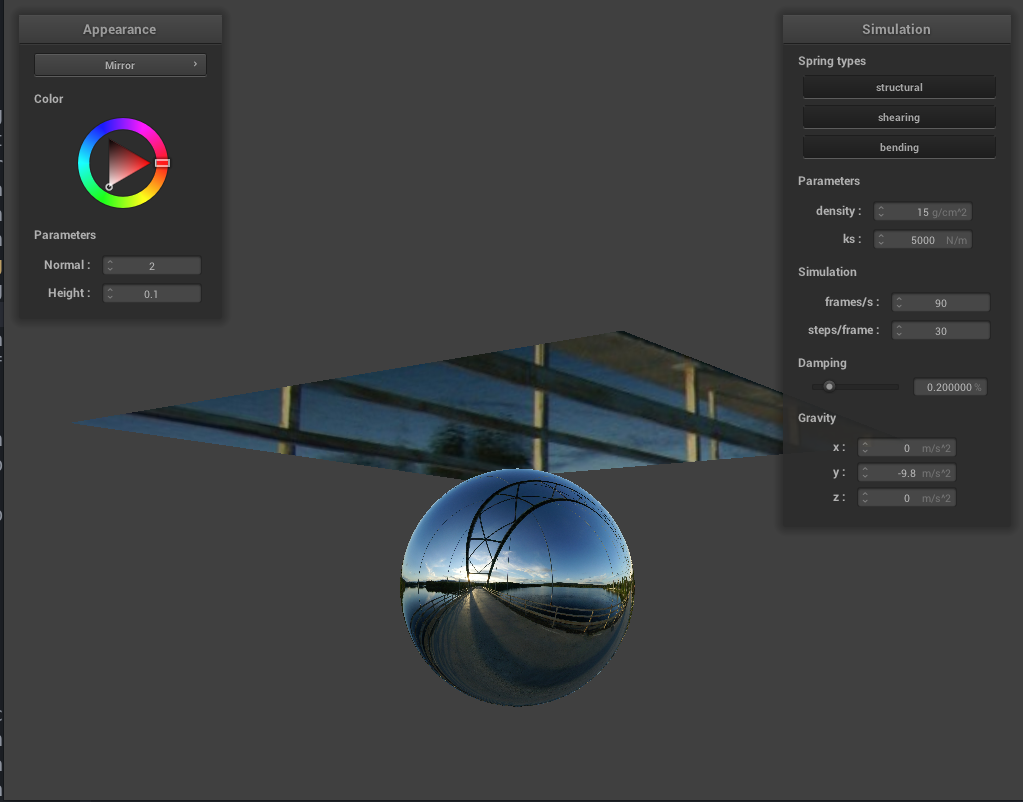 Appearance
Mirror
Color
Parameters
Normal : 2
Height : 0.1
Simulation
Spring types
structural
shearing
bending
Parameters
density : 15 g/cm^2
ks : 5000 N/m
Simulation
frames/s : 90
steps/frame : 30
Damping
0.200000 %
Gravity
x : 0 m/s^2
y : -9.8 m/s^2
z : 0 m/s^2